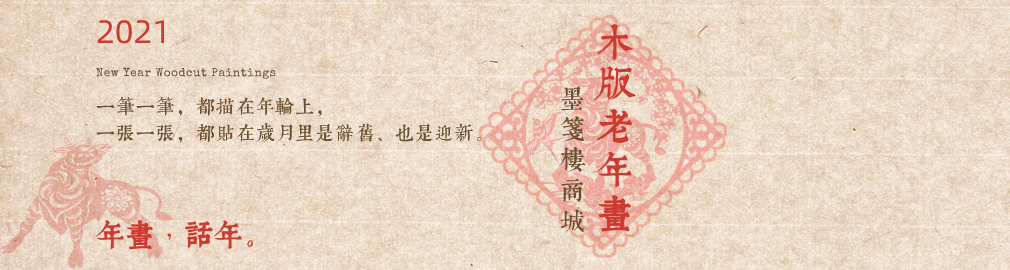 2021
New Year Woodcut Paintings
一筆一筆，都描在年輪上，
一張一張，都貼在歲月里是辭舊、也是迎新。
年畫，話年。
木版老年畫
墨箋樓商城